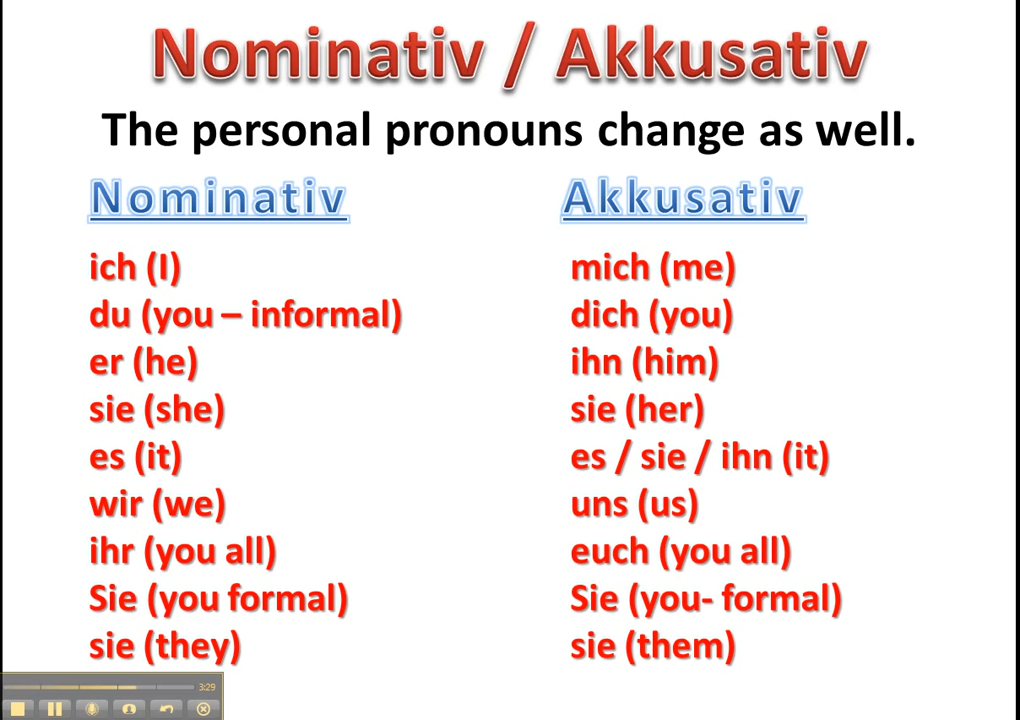 Nominativ / Akkusativ
The personal pronouns change as well.
Nominativ
ich (I)
du (you – informal)
er (he)
sie (she)
es (it)
wir (we)
ihr (you all)
Sie (you formal)
sie (they)
Akkusativ
mich (me)
dich (you)
ihn (him)
sie (her)
es / sie / ihn (it)
uns (us)
euch (you all)
Sie (you- formal)
sie (them)
3:29